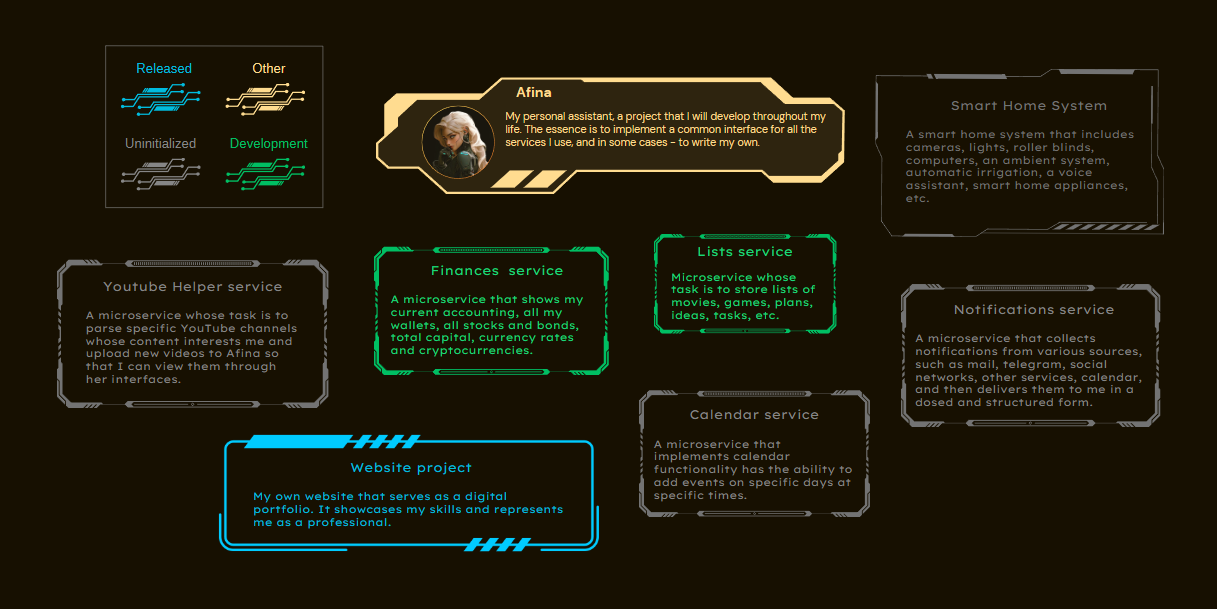 Released
Other
Uninitialized
Development
Afina
My personal assistant, a project that I will develop throughout my
life. The essence is to implement a common interface for all the
services I use, and in some cases - to write my own.
Smart Home System
A smart home system that includes
cameras, lights, roller blinds,
computers, an ambient system,
automatic irrigation, a voice
assistant, smart home appliances,
etc.
Youtube Helper service
A microservice whose task is to
parse specific YouTube channels
whose content interests me and
upload new videos to Afina so
that I can view them through
her interfaces.
Finances service
A microservice that shows my
current accounting, all my
wallets, all stocks and bonds,
total capital, currency rates
and cryptocurrencies.
Lists service
Microservice whose
task is to store lists of
movies, games, plans,
ideas, tasks, etc.
Notifications service
A microservice that collects
notifications from various sources,
such as mail, telegram, social
networks, other services, calendar,
and then delivers them to me in a
dosed and structured form.
Calendar service
A microservice that
implements calendar
functionality has the ability to
add events on specific days at
specific times.
Website project
My own website that serves as a digital
portfolio. It showcases my skills and represents
me as a professional.